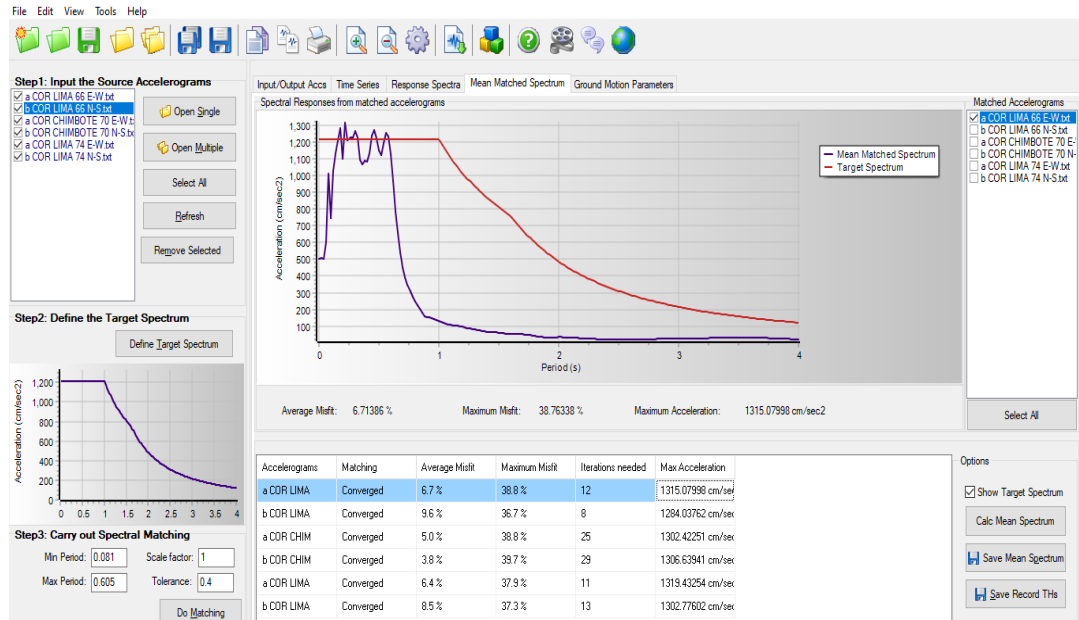 File Edit View Tools Help
Step1: Input the Source Accelerograms
a COR LIMA 66 E-W.txt
b COR LIMA 66 N-S.txt
a COR CHIMBOTE 70 E-W.t
b COR CHIMBOTE 70 N-S.tx
a COR LIMA 74 E-W.txt
b COR LIMA 74 N-S.txt
Open Single
Open Multiple
Select All
Refresh
Remove Selected
Step2: Define the Target Spectrum
Define Target Spectrum
Acceleration (cm/sec2)
1,200
1,000
800
600
400
200
0
0 0.5 1 1.5 2 2.5 3 3.5 4
Step3: Carry out Spectral Matching
Min Period: 0.081 Scale factor: 1
Max Period: 0.605 Tolerance: 0.4
Do Matching
Input/Output Accs Time Series Response Spectra Mean Matched Spectrum Ground Motion Parameters
Spectral Responses from matched accelerograms
Acceleration (cm/sec2)
1,300
1,200
1,100
1,000
900
800
700
600
500
400
300
200
100
0 1 2 3 4
Period (s)
Mean Matched Spectrum
Target Spectrum
Average Misfit: 6.71386 % Maximum Misfit: 38.76338 % Maximum Acceleration: 1315.07998 cm/sec2
Matched Accelerograms
a COR LIMA 66 E-W.txt
b COR LIMA 66 N-S.txt
a COR CHIMBOTE 70 E-
b COR CHIMBOTE 70 N-
a COR LIMA 74 E-W.txt
b COR LIMA 74 N-S.txt
Select All
Accelerograms Matching Average Misfit Maximum Misfit Iterations needed Max Acceleration
a COR LIMA Converged 6.7 % 38.8 % 12 1315.07998 cm/sec
b COR LIMA Converged 9.6 % 36.7 % 8 1284.03762 cm/sec
a COR CHIM Converged 5.0 % 38.8 % 25 1302.42251 cm/sec
b COR CHIM Converged 3.8 % 39.7 % 29 1306.63941 cm/sec
a COR LIMA Converged 6.4 % 37.9 % 11 1319.43254 cm/sec
b COR LIMA Converged 8.5 % 37.3 % 13 1302.77602 cm/sec
Options
Show Target Spectrum
Calc Mean Spectrum
Save Mean Spectrum
Save Record THs